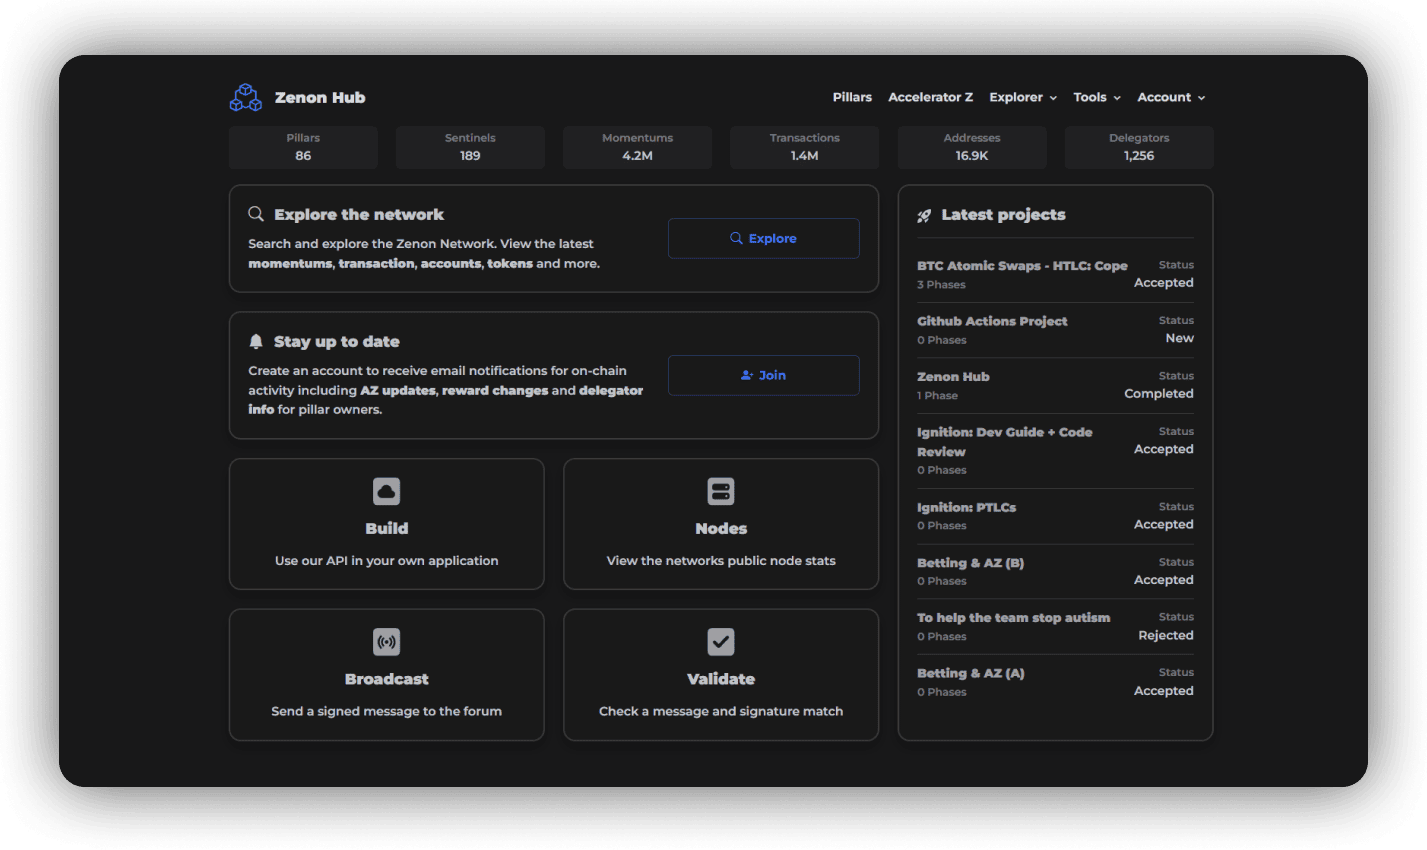 Zenon Hub
Pillars
Accelerator Z
Explorer
Tools
Account
Pillars
86
Sentinels
189
Momentums
4.2M
Transactions
1.4M
Addresses
16.9K
Delegators
1,256
Explore the network
Search and explore the Zenon Network. View the latest
momentums, transaction, accounts, tokens and more.
Explore
Stay up to date
Create an account to receive email notifications for on-chain
activity including AZ updates, reward changes and delegator
info for pillar owners.
Join
Build
Use our API in your own application
Nodes
View the networks public node stats
Broadcast
Send a signed message to the forum
Validate
Check a message and signature match
Latest projects
BTC Atomic Swaps - HTLC: Cope
3 Phases
Status
Accepted
Github Actions Project
0 Phases
Status
New
Zenon Hub
1 Phase
Status
Completed
Ignition: Dev Guide + Code
Review
0 Phases
Status
Accepted
Ignition: PTLCs
0 Phases
Status
Accepted
Betting & AZ (B)
0 Phases
Status
Accepted
To help the team stop autism
0 Phases
Status
Rejected
Betting & AZ (A)
0 Phases
Status
Accepted